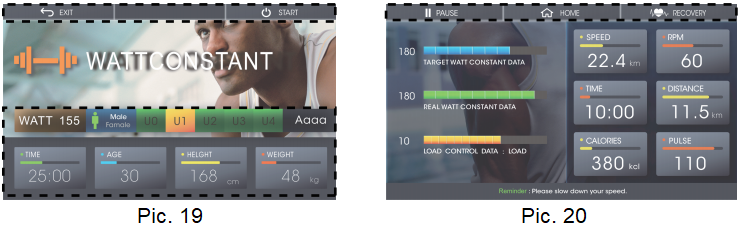 EXIT START
WATTCONSTANT
WATT 155 Male Famale U0 U1 U2 U3 U4 Aaaa
TIME AGE HELGHT WEIGHT
25:00 30 168 cm 48 kg
Pic. 19
PAUSE HOME RECOVERY
180
TARGET WATT CONSTANT DATA
180
REAL WATT CONSTANT DATA
10
LOAD CONTROL DATA : LOAD
SPEED RPM
22.4 km 60
TIME DISTANCE
10:00 11.5 km
CALORIES PULSE
380 kcl 110
Reminder : Please slow down your speed.
Pic. 20